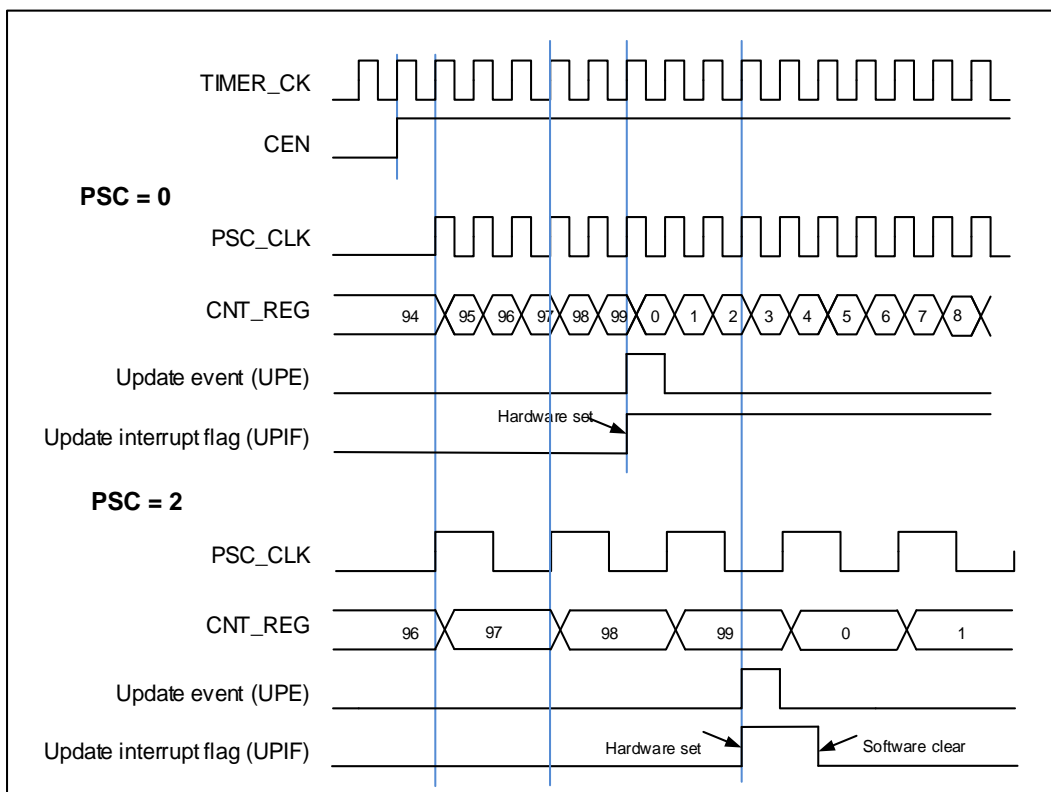 TIMER_CK
CEN
PSC = 0
PSC_CLK
CNT_REG 94 95 96 97 98 99 0 1 2 3 4 5 6 7 8
Update event (UPE)
Hardware set
Update interrupt flag (UPIF)
PSC = 2
PSC_CLK
CNT_REG 96 97 98 99 0 1
Update event (UPE)
Update interrupt flag (UPIF) Hardware set Software clear